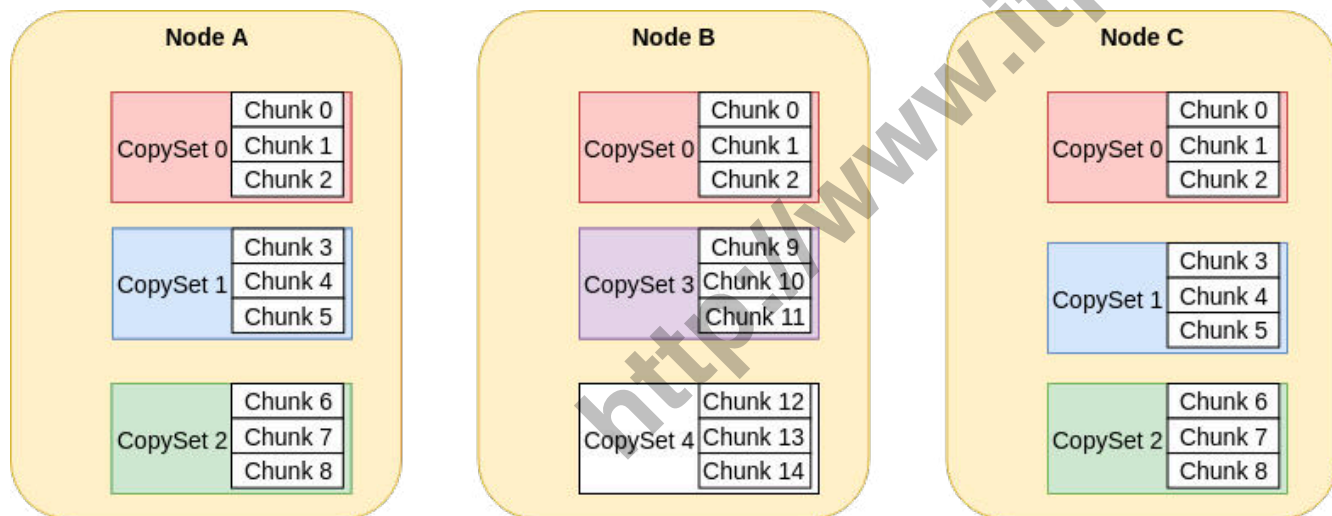 Node A
CopySet 0
Chunk 0
Chunk 1
Chunk 2
CopySet 1
Chunk 3
Chunk 4
Chunk 5
CopySet 2
Chunk 6
Chunk 7
Chunk 8
Node B
CopySet 0
Chunk 0
Chunk 1
Chunk 2
CopySet 3
Chunk 9
Chunk 10
Chunk 11
CopySet 4
Chunk 12
Chunk 13
Chunk 14
Node C
CopySet 0
Chunk 0
Chunk 1
Chunk 2
CopySet 1
Chunk 3
Chunk 4
Chunk 5
CopySet 2
Chunk 6
Chunk 7
Chunk 8
http://www.itp